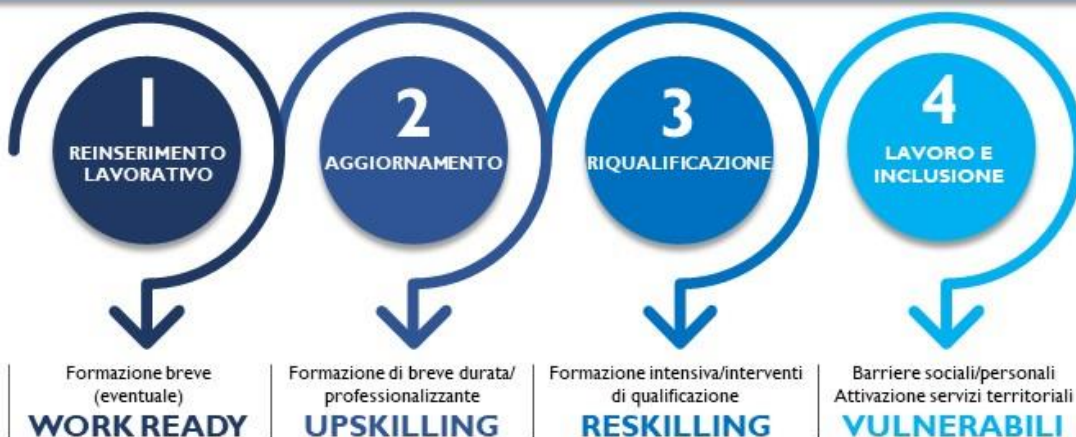 1
REINSERIMENTO
LAVORATIVO
2
AGGIORNAMENTO
3
RIQUALIFICAZIONE
4
LAVORO E
INCLUSIONE
Formazione breve
(eventuale)
WORK READY
Formazione di breve durata/
professionalizzante
UPSKILLING
Formazione intensiva/interventi
di qualificazione
RESKILLING
Barriere sociali/personali
Attivazione servizi territoriali
VULNERABILI